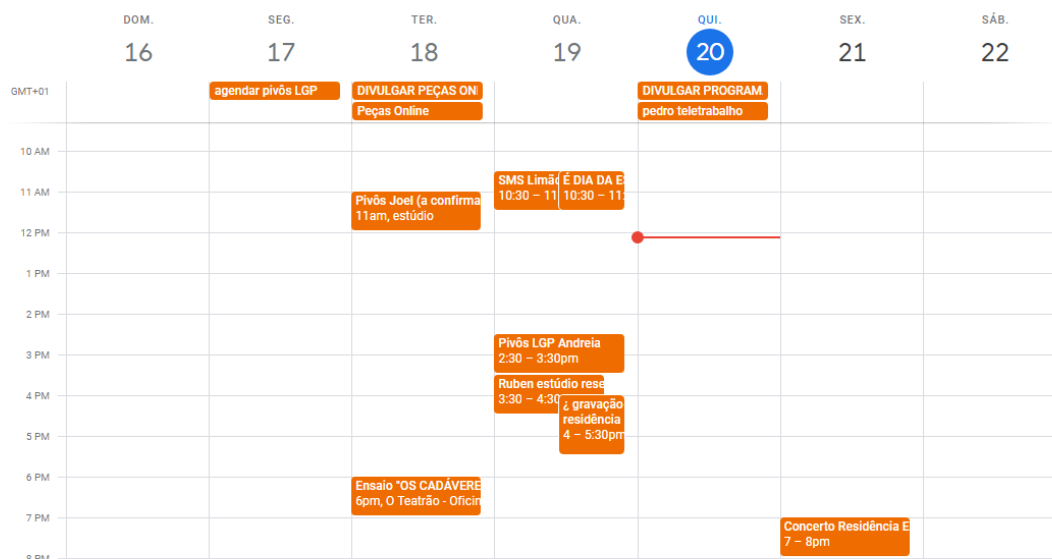 DOM.
SEG.
TER.
QUA.
QUI.
SEX.
SÁB.
16
17
18
19
20
21
22
GMT+01
agendar pivôs LGP
DIVULGAR PEÇAS ONI
DIVULGAR PROGRAM.
Peças Online
pedro teletrabalho
10 AM
11 AM
12 PM
1 PM
2 PM
3 PM
4 PM
5 PM
6 PM
7 PM
8 PM
Pivôs Joel (a confirma
11am, estúdio
Ensaio "OS CADÁVERE
6pm, O Teatrão - Oficin
SMS Limão
10:30 – 11
É DIA DA E
10:30 – 11:
Pivôs LGP Andreia
2:30 – 3:30pm
Ruben estúdio rese
3:30 – 4:30
¿ gravação
residência
4 – 5:30pm
Concerto Residência E
7 – 8pm